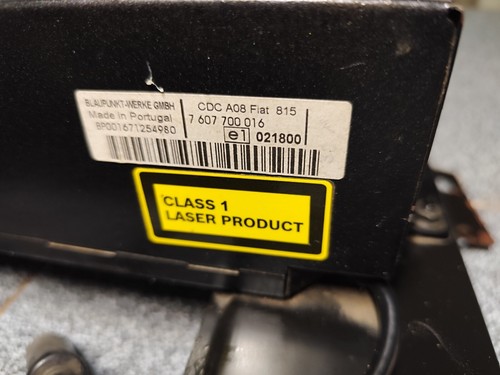 BLAUPUNKT-WERKE GMBH
Made in Portugal
BP001671254980
CDC A08 Fiat 815
7 607 700 016
e1 021800
CLASS 1
LASER PRODUCT